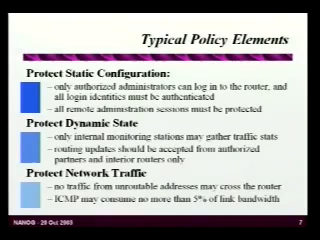 Typical Policy Elements
Protect Static Configuration:
– only authorized administrators can log in to the router, and
all login identities must be authenticated
– all remote administration sessions must be protected
Protect Dynamic State
– only internal monitoring stations may gather traffic stats
– routing updates should be accepted from authorized
partners and interior routers only
Protect Network Traffic
– no traffic from unroutable addresses may cross the router
– ICMP may consume no more than 5% of link bandwidth
NANOG - 20 Oct 2003
7